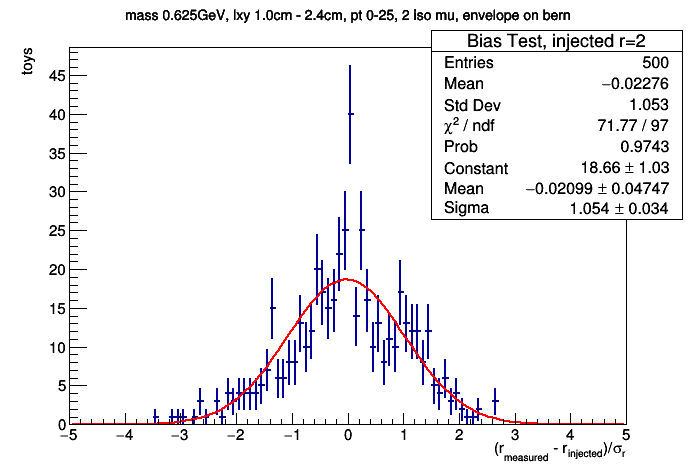 mass 0.625GeV, lxy 1.0cm - 2.4cm, pt 0-25, 2 iso mu, envelope on bern
Bias Test, injected r=2
Entries 500
Mean −0.02276
Std Dev 1.053
χ² / ndf 71.77 / 97
Prob 0.9743
Constant 18.66 ± 1.03
Mean −0.02099 ± 0.04747
Sigma 1.054 ± 0.034
toys
45
40
35
30
25
20
15
10
5
0
−5 −4 −3 −2 −1 0 1 2 3 4 5
(r_measured - r_injected)/σ_r